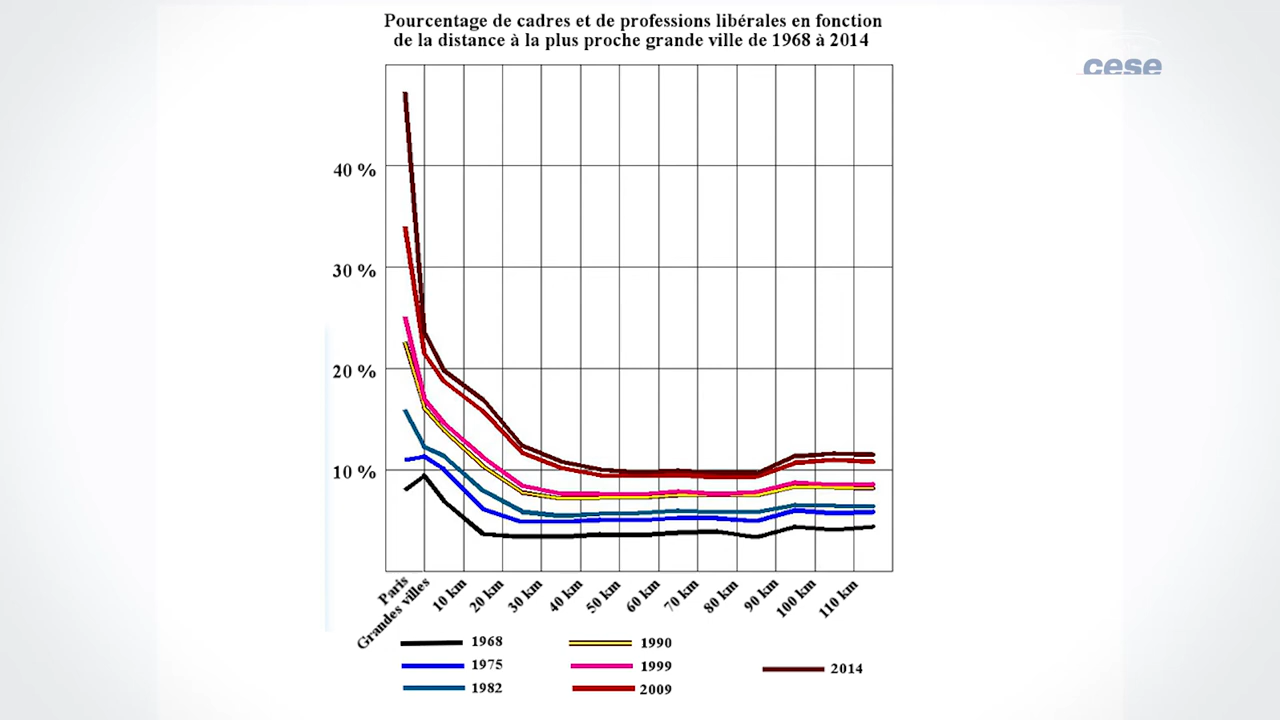 Pourcentage de cadres et de professions libérales en fonction
de la distance à la plus proche grande ville de 1968 à 2014
cese
40 %
30 %
20 %
10 %
Paris
Grandes villes
10 km
20 km
30 km
40 km
50 km
60 km
70 km
80 km
90 km
100 km
110 km
1968
1975
1982
1990
1999
2009
2014